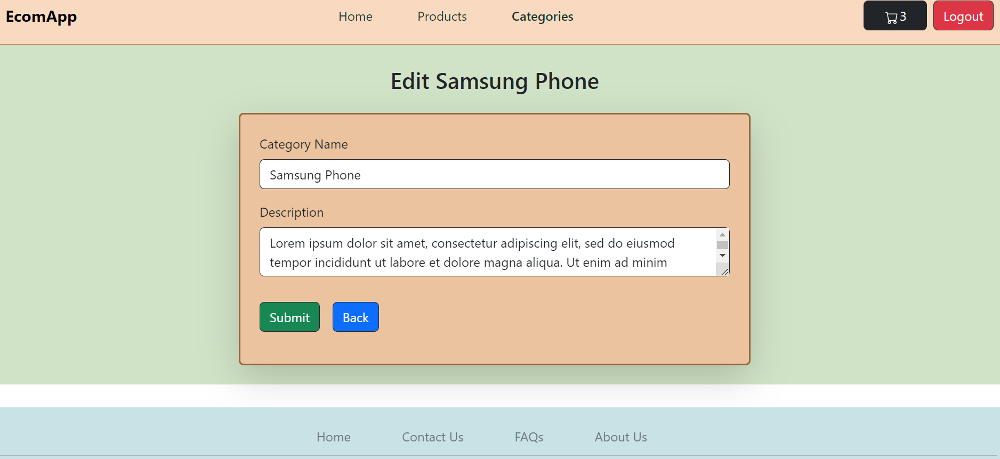 EcomApp
Home
Products
Categories
3
Logout
Edit Samsung Phone
Category Name
Samsung Phone
Description
Lorem ipsum dolor sit amet, consectetur adipiscing elit, sed do eiusmod
tempor incididunt ut labore et dolore magna aliqua. Ut enim ad minim
Submit
Back
Home
Contact Us
FAQs
About Us